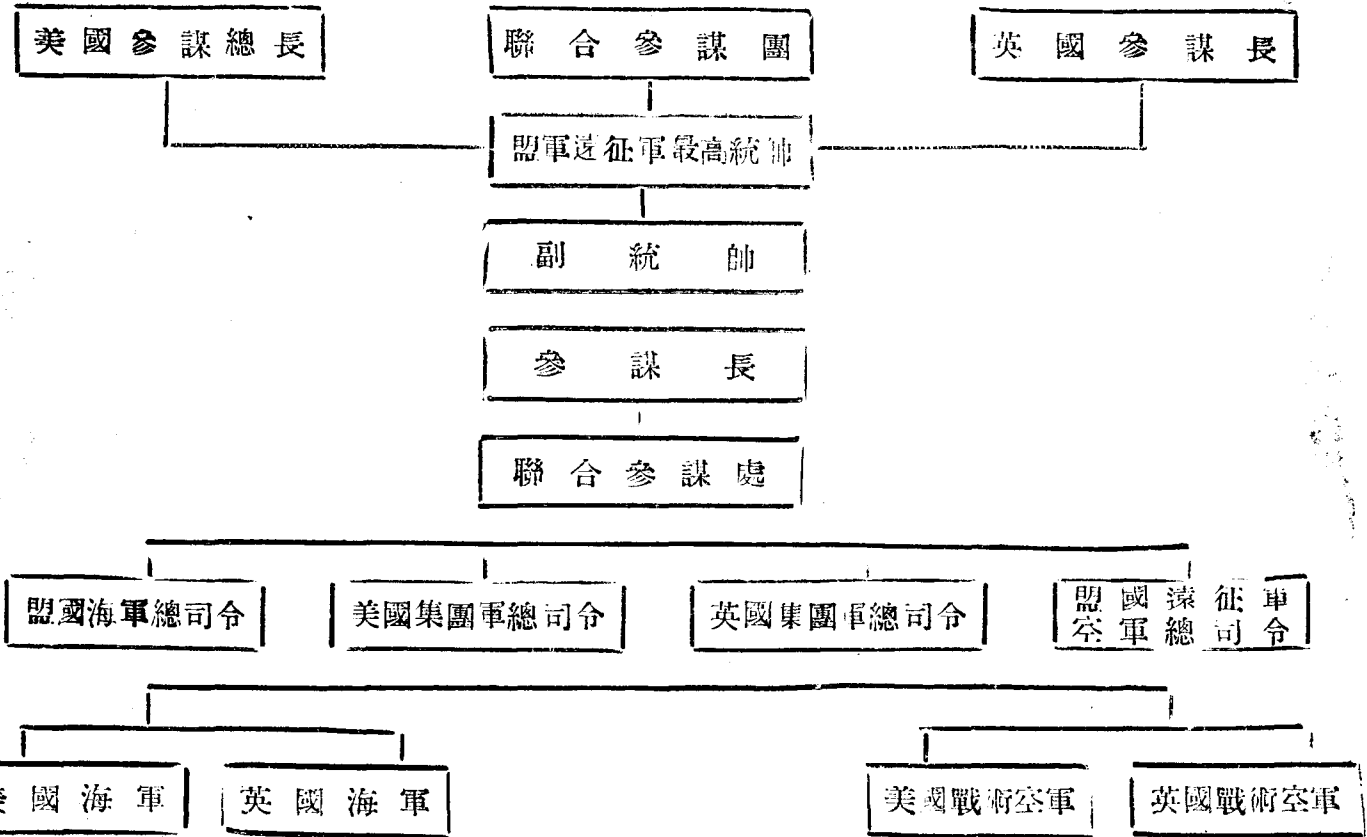 美國參謀總長
聯合參謀團
英國參謀長
盟軍遠征軍最高統帥
副統帥
參謀長
聯合參謀處
盟國海軍總司令
美國集團軍總司令
英國集團軍總司令
盟國遠征軍
空軍總司令
美國海軍
英國海軍
美國戰術空軍
英國戰術空軍